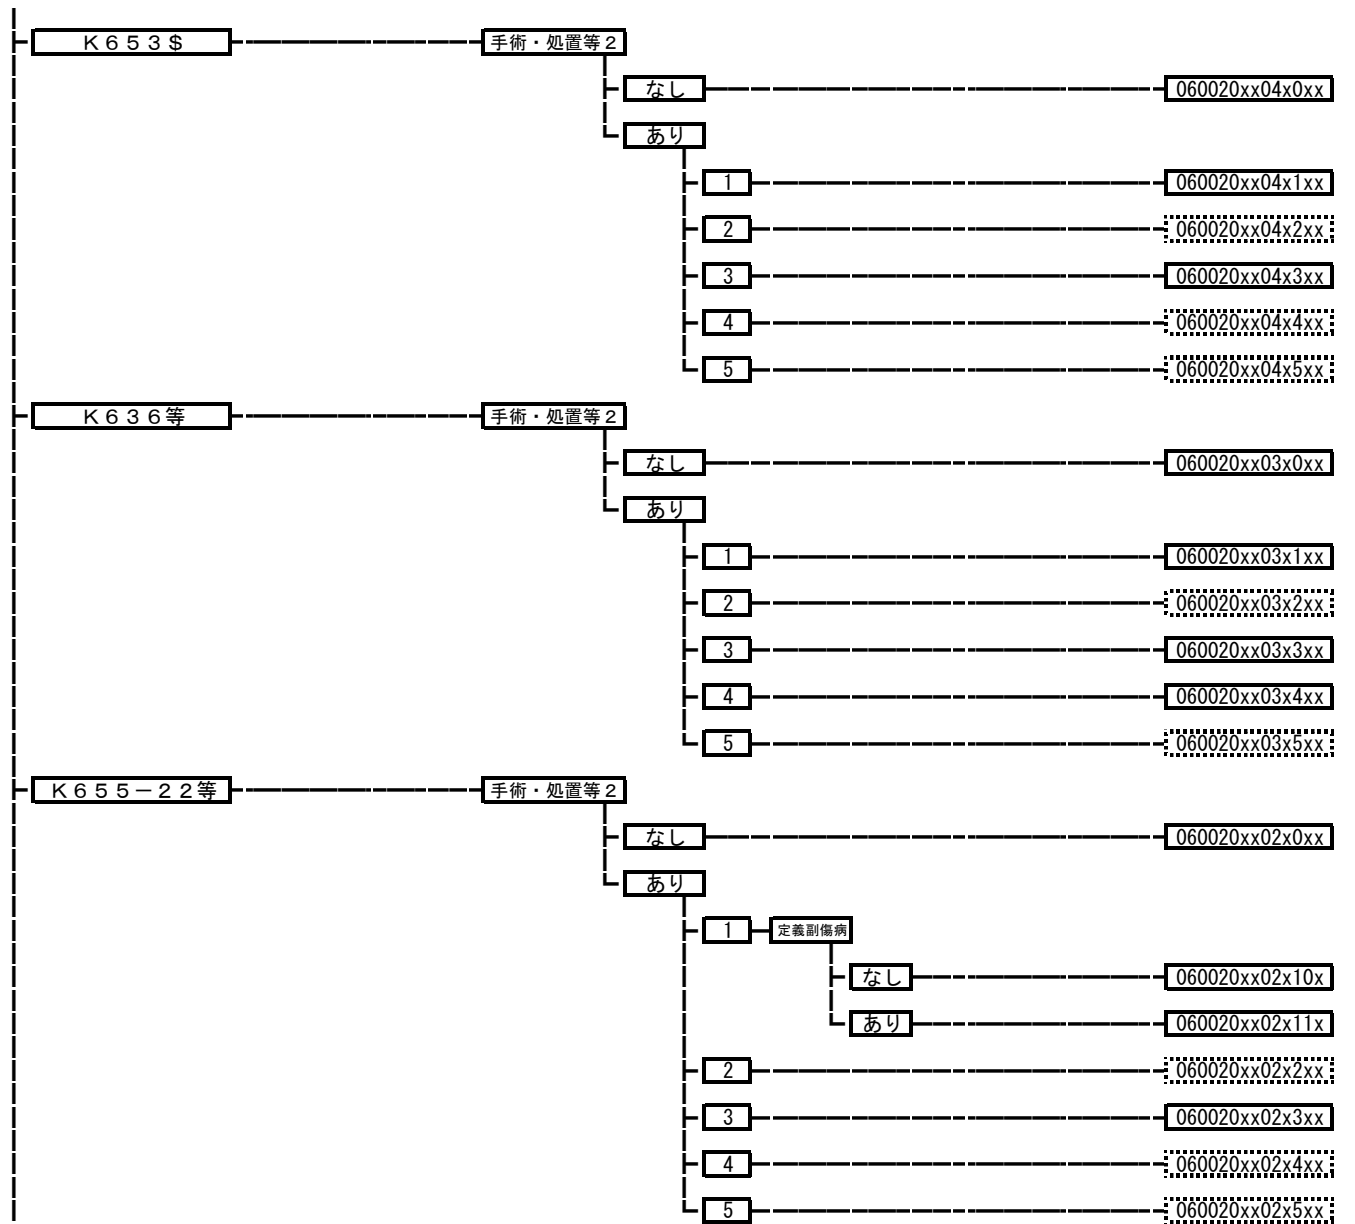 Ｋ６５３＄ 手術・処置等２
なし 060020xx04x0xx
あり
1 060020xx04x1xx
2 060020xx04x2xx
3 060020xx04x3xx
4 060020xx04x4xx
5 060020xx04x5xx
Ｋ６３６等 手術・処置等２
なし 060020xx03x0xx
あり
1 060020xx03x1xx
2 060020xx03x2xx
3 060020xx03x3xx
4 060020xx03x4xx
5 060020xx03x5xx
Ｋ６５５－２２等 手術・処置等２
なし 060020xx02x0xx
あり
1 定義副傷病
なし 060020xx02x10x
あり 060020xx02x11x
2 060020xx02x2xx
3 060020xx02x3xx
4 060020xx02x4xx
5 060020xx02x5xx